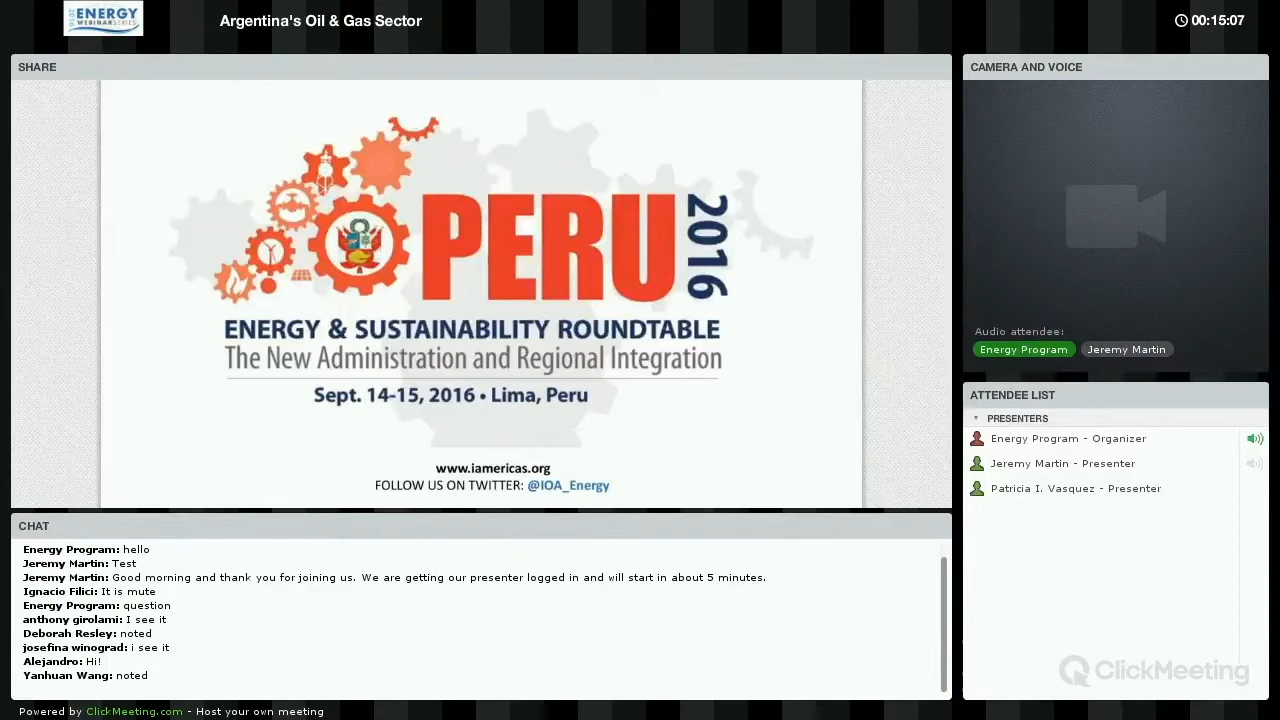 2016 ENERGY
WEBINAR SERIES
Argentina's Oil & Gas Sector
00:15:07
SHARE
PERU 2016
ENERGY & SUSTAINABILITY ROUNDTABLE
The New Administration and Regional Integration
Sept. 14-15, 2016 • Lima, Peru
www.iamericas.org
FOLLOW US ON TWITTER: @IOA_Energy
CAMERA AND VOICE
Audio attendee:
Energy Program Jeremy Martin
ATTENDEE LIST
PRESENTERS
Energy Program - Organizer
Jeremy Martin - Presenter
Patricia I. Vasquez - Presenter
CHAT
Energy Program: hello
Jeremy Martin: Test
Jeremy Martin: Good morning and thank you for joining us. We are getting our presenter logged in and will start in about 5 minutes.
Ignacio Filici: It is mute
Energy Program: question
anthony girolami: I see it
Deborah Resley: noted
josefina winograd: i see it
Alejandro: Hi!
Yanhuan Wang: noted
ClickMeeting
Powered by ClickMeeting.com - Host your own meeting